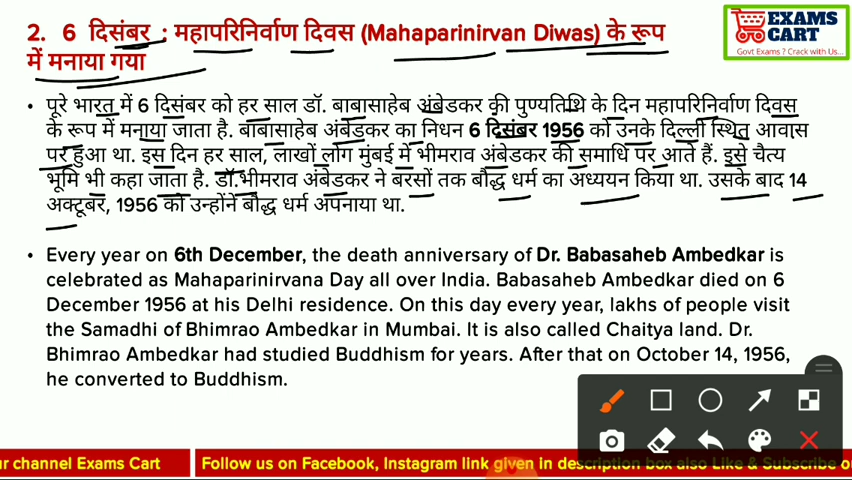 2. 6 दिसंबर : महापरिनिर्वाण दिवस (Mahaparinirvan Diwas) के रूप
में मनाया गया
EXAMS
CART
Govt Exams ? Crack with Us...
• पूरे भारत में 6 दिसंबर को हर साल डॉ. बाबासाहेब अंबेडकर की पुण्यतिथि के दिन महापरिनिर्वाण दिवस
के रूप में मनाया जाता है. बाबासाहेब अंबेडकर का निधन 6 दिसंबर 1956 को उनके दिल्ली स्थित आवास
पर हुआ था. इस दिन हर साल, लाखों लोग मुंबई में भीमराव अंबेडकर की समाधि पर आते हैं. इसे चैत्य
भूमि भी कहा जाता है. डॉ.भीमराव अंबेडकर ने बरसों तक बौद्ध धर्म का अध्ययन किया था. उसके बाद 14
अक्टूबर, 1956 को उन्होंने बौद्ध धर्म अपनाया था.
• Every year on 6th December, the death anniversary of Dr. Babasaheb Ambedkar is
celebrated as Mahaparinirvana Day all over India. Babasaheb Ambedkar died on 6
December 1956 at his Delhi residence. On this day every year, lakhs of people visit
the Samadhi of Bhimrao Ambedkar in Mumbai. It is also called Chaitya land. Dr.
Bhimrao Ambedkar had studied Buddhism for years. After that on October 14, 1956,
he converted to Buddhism.
ur channel Exams Cart
Follow us on Facebook, Instagram link given in description box also Like & Subscribe o